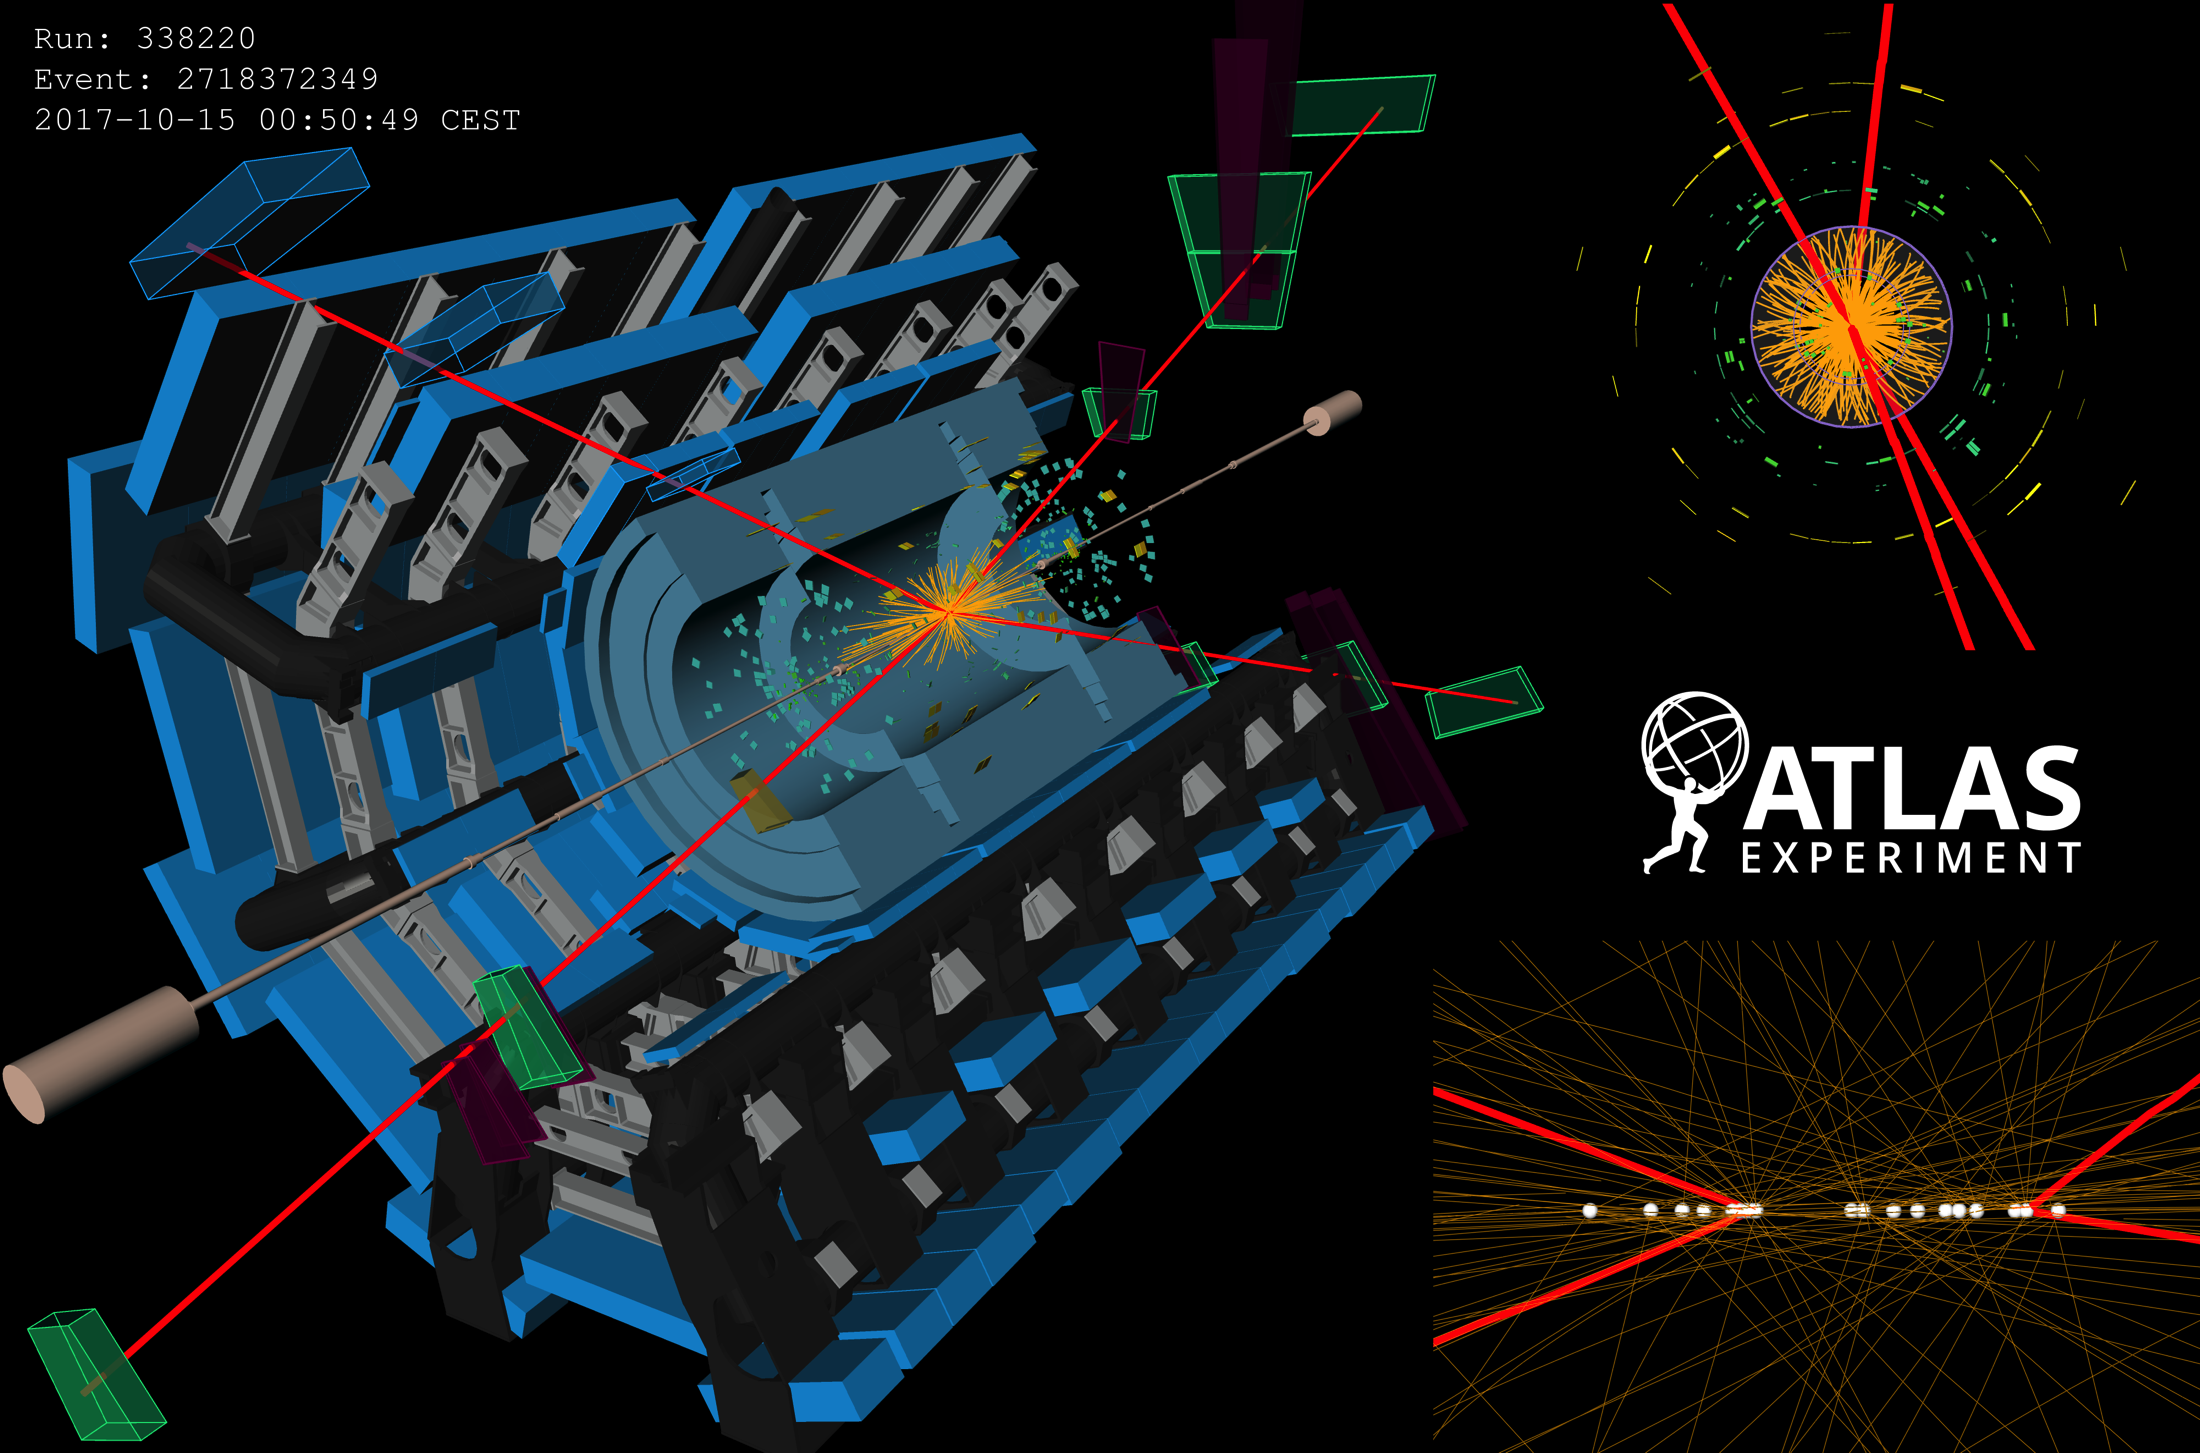 Run: 338220
Event: 2718372349
2017-10-15 00:50:49 CEST
ATLAS
EXPERIMENT